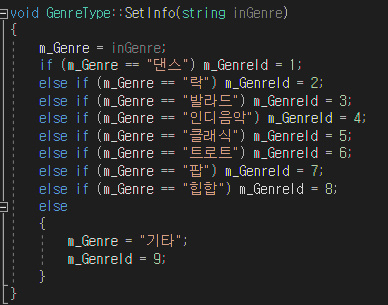 void GenreType::SetInfo(string inGenre)
{
m_Genre = inGenre;
if (m_Genre == "댄스") m_GenreId = 1;
else if (m_Genre == "락") m_GenreId = 2;
else if (m_Genre == "발라드") m_GenreId = 3;
else if (m_Genre == "인디음악") m_GenreId = 4;
else if (m_Genre == "클래식") m_GenreId = 5;
else if (m_Genre == "트로트") m_GenreId = 6;
else if (m_Genre == "팝") m_GenreId = 7;
else if (m_Genre == "힙합") m_GenreId = 8;
else
{
m_Genre = "기타";
m_GenreId = 9;
}
}